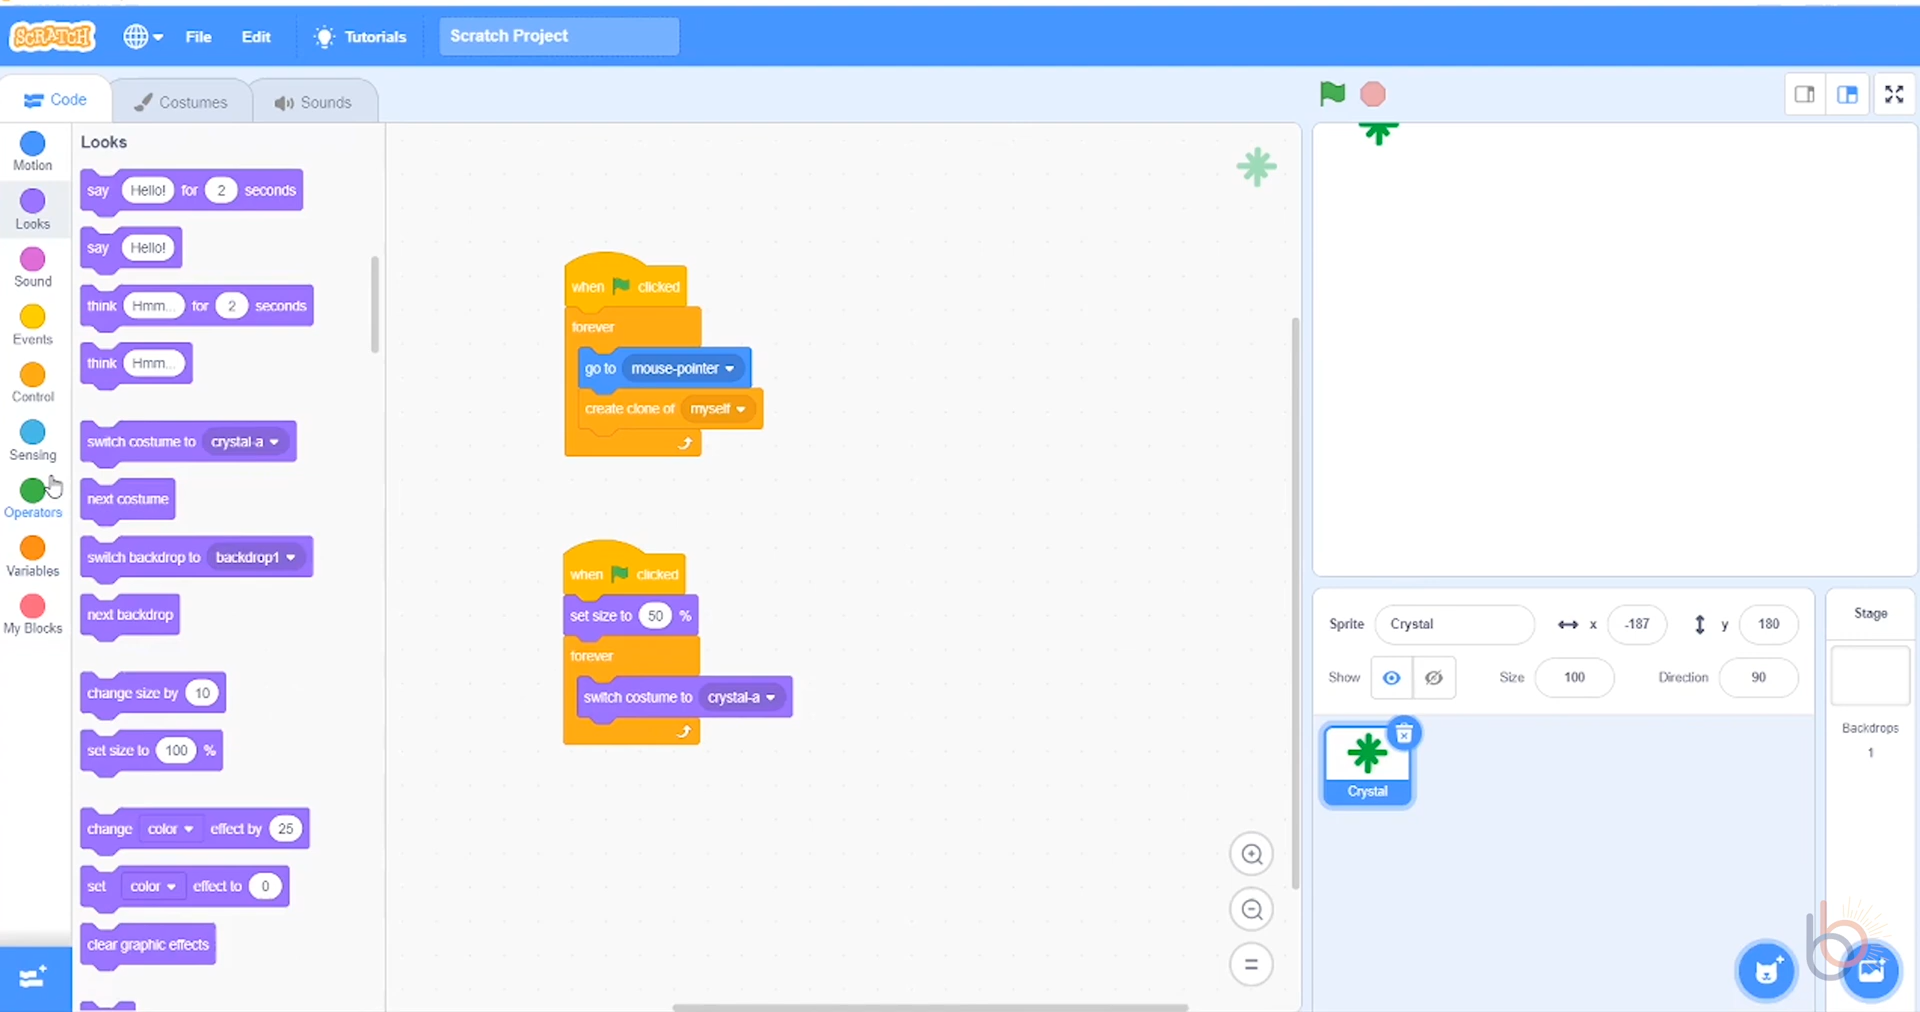 SCRATCH File Edit Tutorials Scratch Project
Code Costumes Sounds
Motion
Looks
Sound
Events
Control
Sensing
Operators
Variables
My Blocks
Looks
say Hello! for 2 seconds
say Hello!
think Hmm... for 2 seconds
think Hmm...
switch costume to crystal-a
next costume
switch backdrop to backdrop1
next backdrop
change size by 10
set size to 100 %
change color effect by 25
set color effect to 0
clear graphic effects
when clicked
forever
go to mouse-pointer
create clone of myself
when clicked
set size to 50 %
forever
switch costume to crystal-a
Sprite Crystal x -187 y 180
Show Size 100 Direction 90
Crystal
Stage
Backdrops
1
b